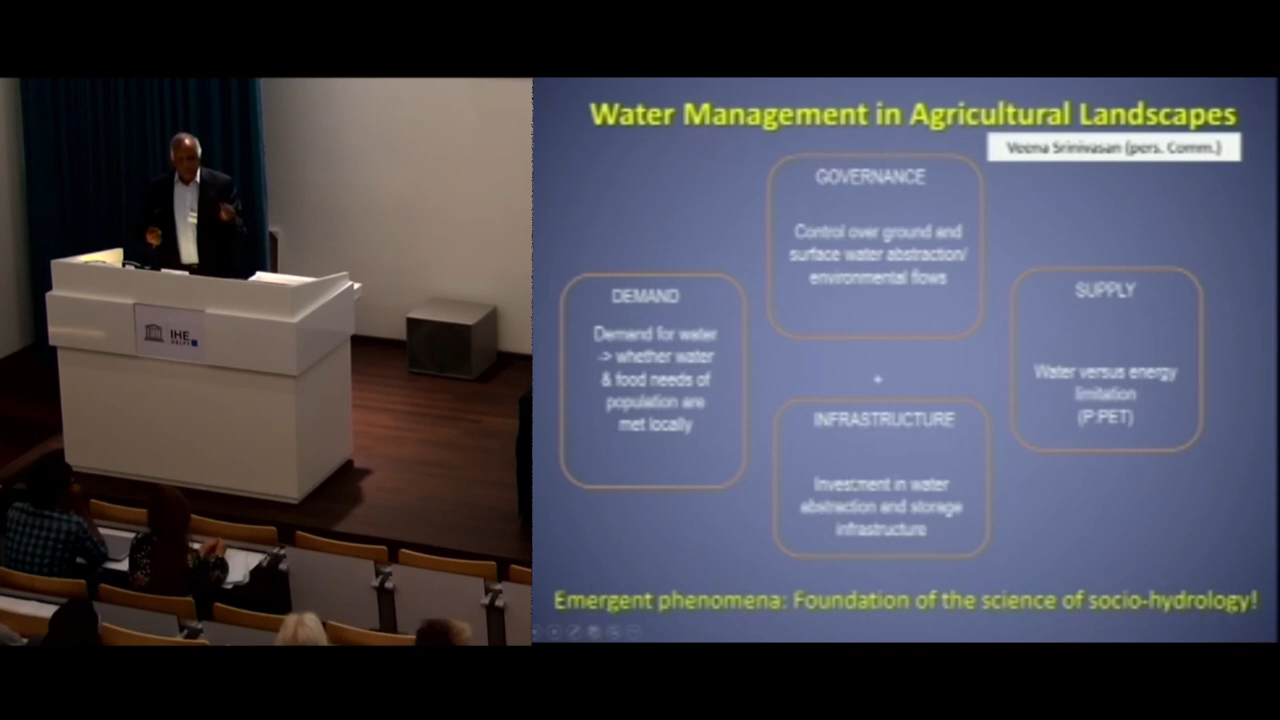 Water Management in Agricultural Landscapes
Veena Srinivasan (pers. Comm.)
GOVERNANCE
Control over ground and
surface water abstraction/
environmental flows
DEMAND
Demand for water
-> whether water
& food needs of
population are
met locally
SUPPLY
Water versus energy
limitation
(P:PET)
+
INFRASTRUCTURE
Investment in water
abstraction and storage
infrastructure
Emergent phenomena: Foundation of the science of socio-hydrology!
IHE
DELFT